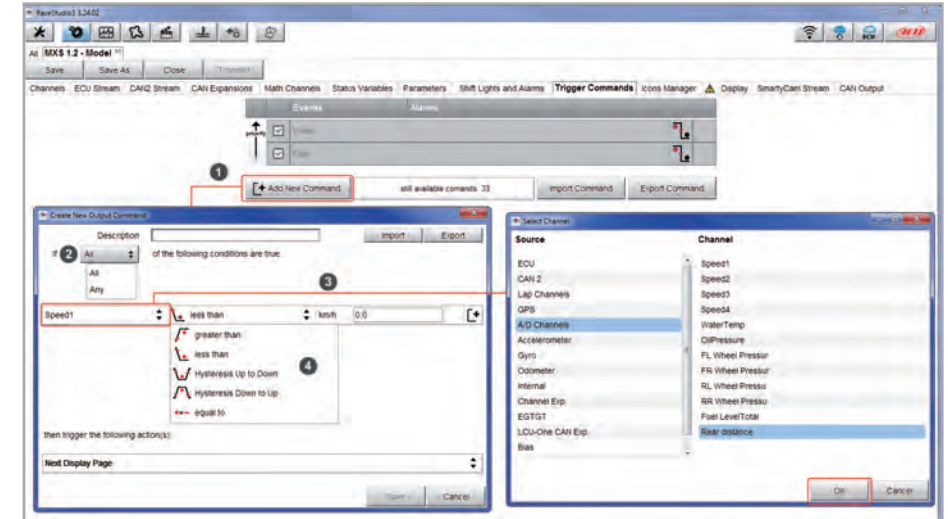 RaceStudio3 3.24.02
All MXS 1.2 - Model
Save Save As Close Transmit
Channels ECU Stream CAN2 Stream CAN Expansions Math Channels Status Variables Parameters Shift Lights and Alarms Trigger Commands Icons Manager Display SmartyCam Stream CAN Output
Events Alarms
priority Water
Fuel
1
Add New Command still available comands: 33 Import Command Export Command
Create New Output Command
Description Import Export
If 2 All of the following conditions are true:
All
Any
3
Speed1 less than km/h 0.0
greater than
less than
Hysteresis Up to Down
Hysteresis Down to Up
equal to
4
then trigger the following action(s):
Next Display Page
Save Cancel
Select Channel
Source Channel
ECU Speed1
CAN 2 Speed2
Lap Channels Speed3
GPS Speed4
A/D Channels WaterTemp
Accelerometer OilPressure
Gyro FL Wheel Pressur
Odometer FR Wheel Pressur
Internal RL Wheel Pressu
Channel Exp. RR Wheel Pressu
EGTGT Fuel LevelTotal
LCU-One CAN Exp. Rear distance
Bias
OK Cancel